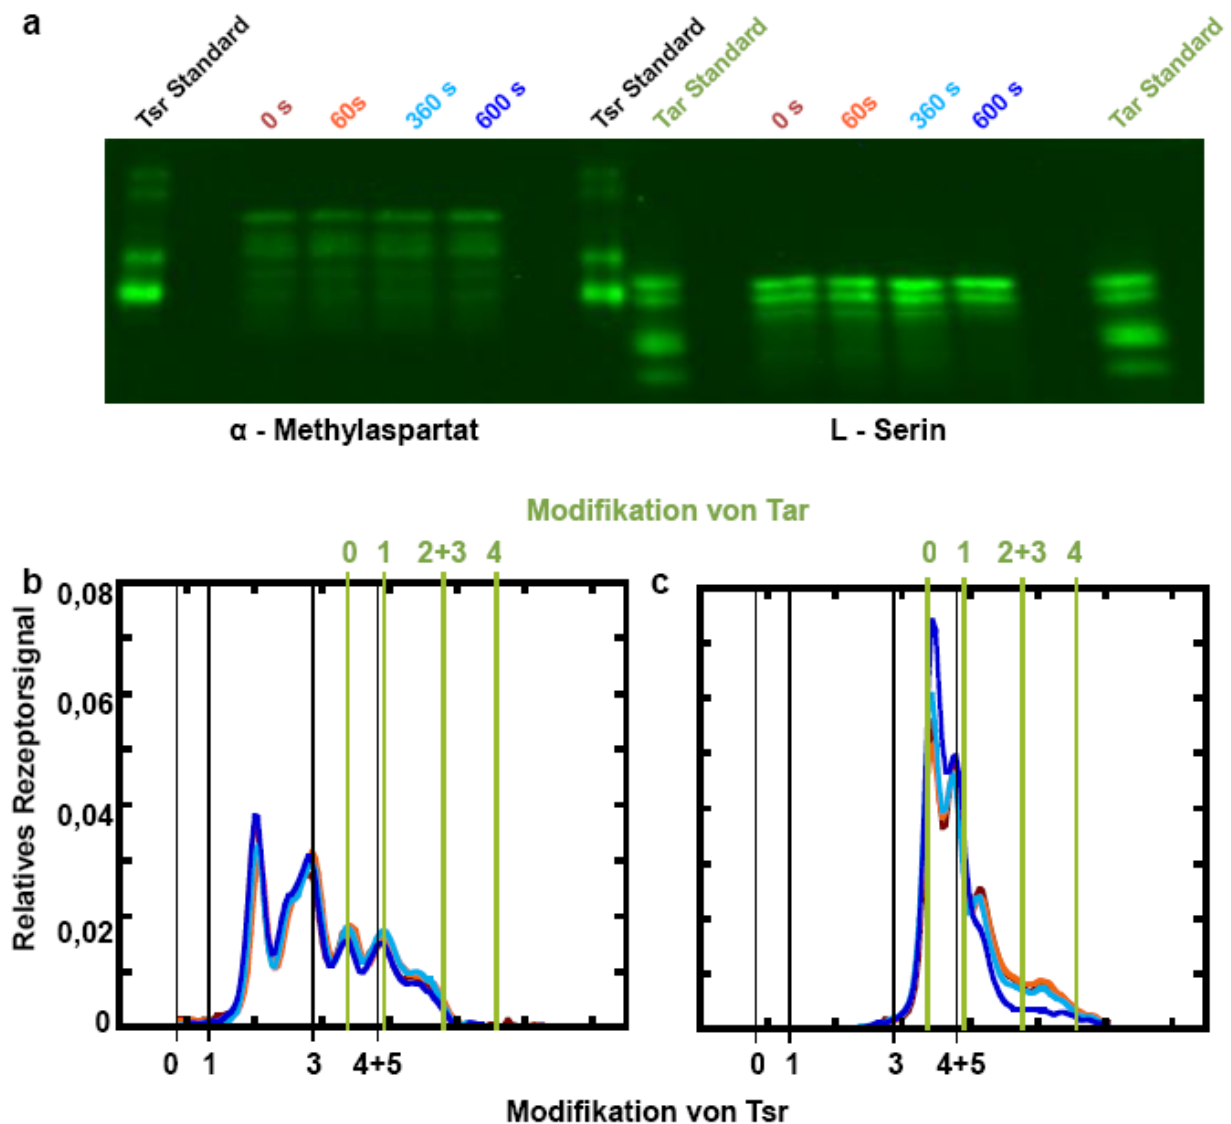 a
Tsr Standard
0 s
60s
360 s
600 s
Tsr Standard
Tar Standard
0 s
60s
360 s
600 s
Tar Standard
α - Methylaspartat
L - Serin
Modifikation von Tar
0 1 2+3 4
0 1 2+3 4
b
c
Relatives Rezeptorsignal
0,08
0,06
0,04
0,02
0
0 1 3 4+5
0 1 3 4+5
Modifikation von Tsr